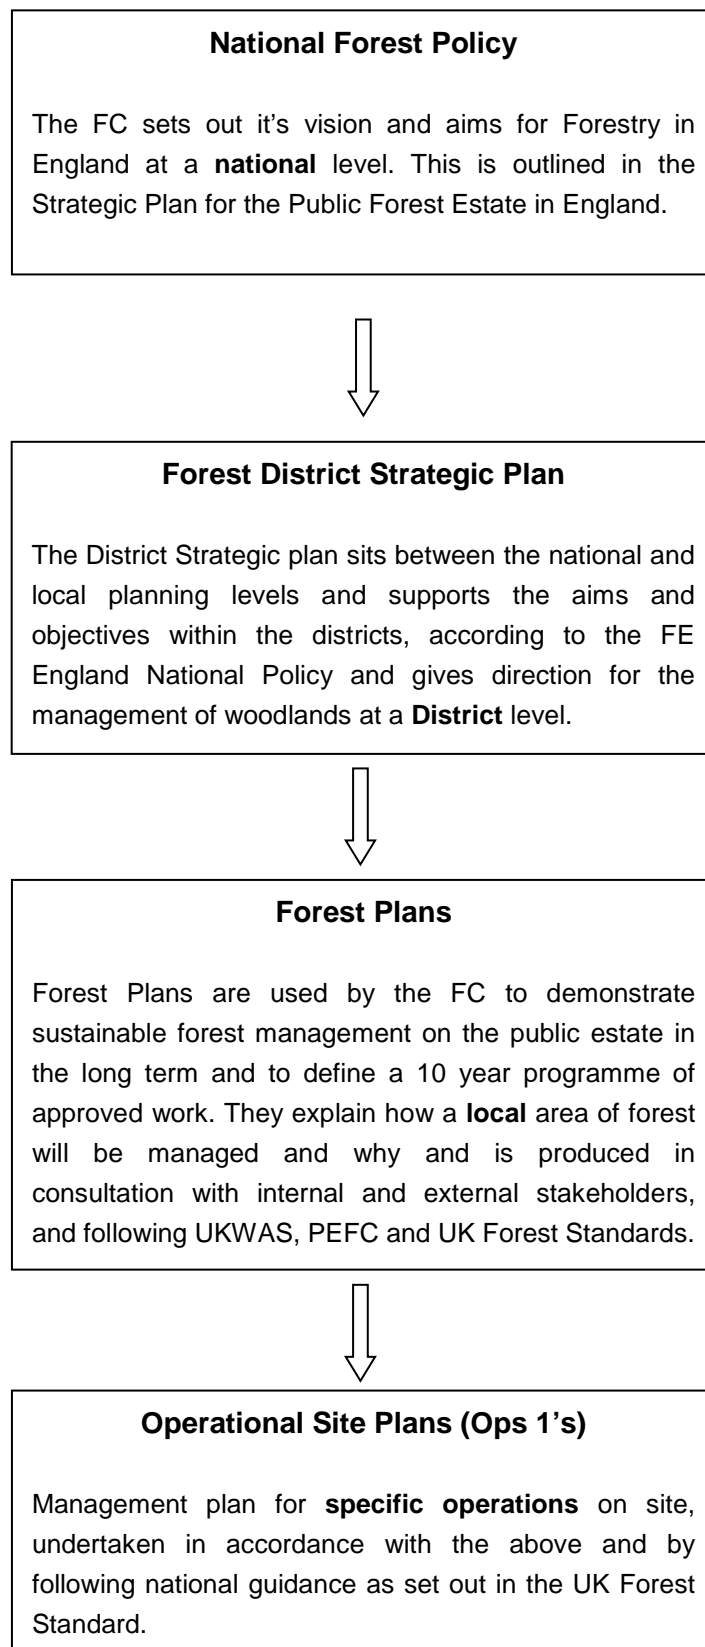 National Forest Policy
The FC sets out it's vision and aims for Forestry in
England at a national level. This is outlined in the
Strategic Plan for the Public Forest Estate in England.
Forest District Strategic Plan
The District Strategic plan sits between the national and
local planning levels and supports the aims and
objectives within the districts, according to the FE
England National Policy and gives direction for the
management of woodlands at a District level.
Forest Plans
Forest Plans are used by the FC to demonstrate
sustainable forest management on the public estate in
the long term and to define a 10 year programme of
approved work. They explain how a local area of forest
will be managed and why and is produced in
consultation with internal and external stakeholders,
and following UKWAS, PEFC and UK Forest Standards.
Operational Site Plans (Ops 1's)
Management plan for specific operations on site,
undertaken in accordance with the above and by
following national guidance as set out in the UK Forest
Standard.